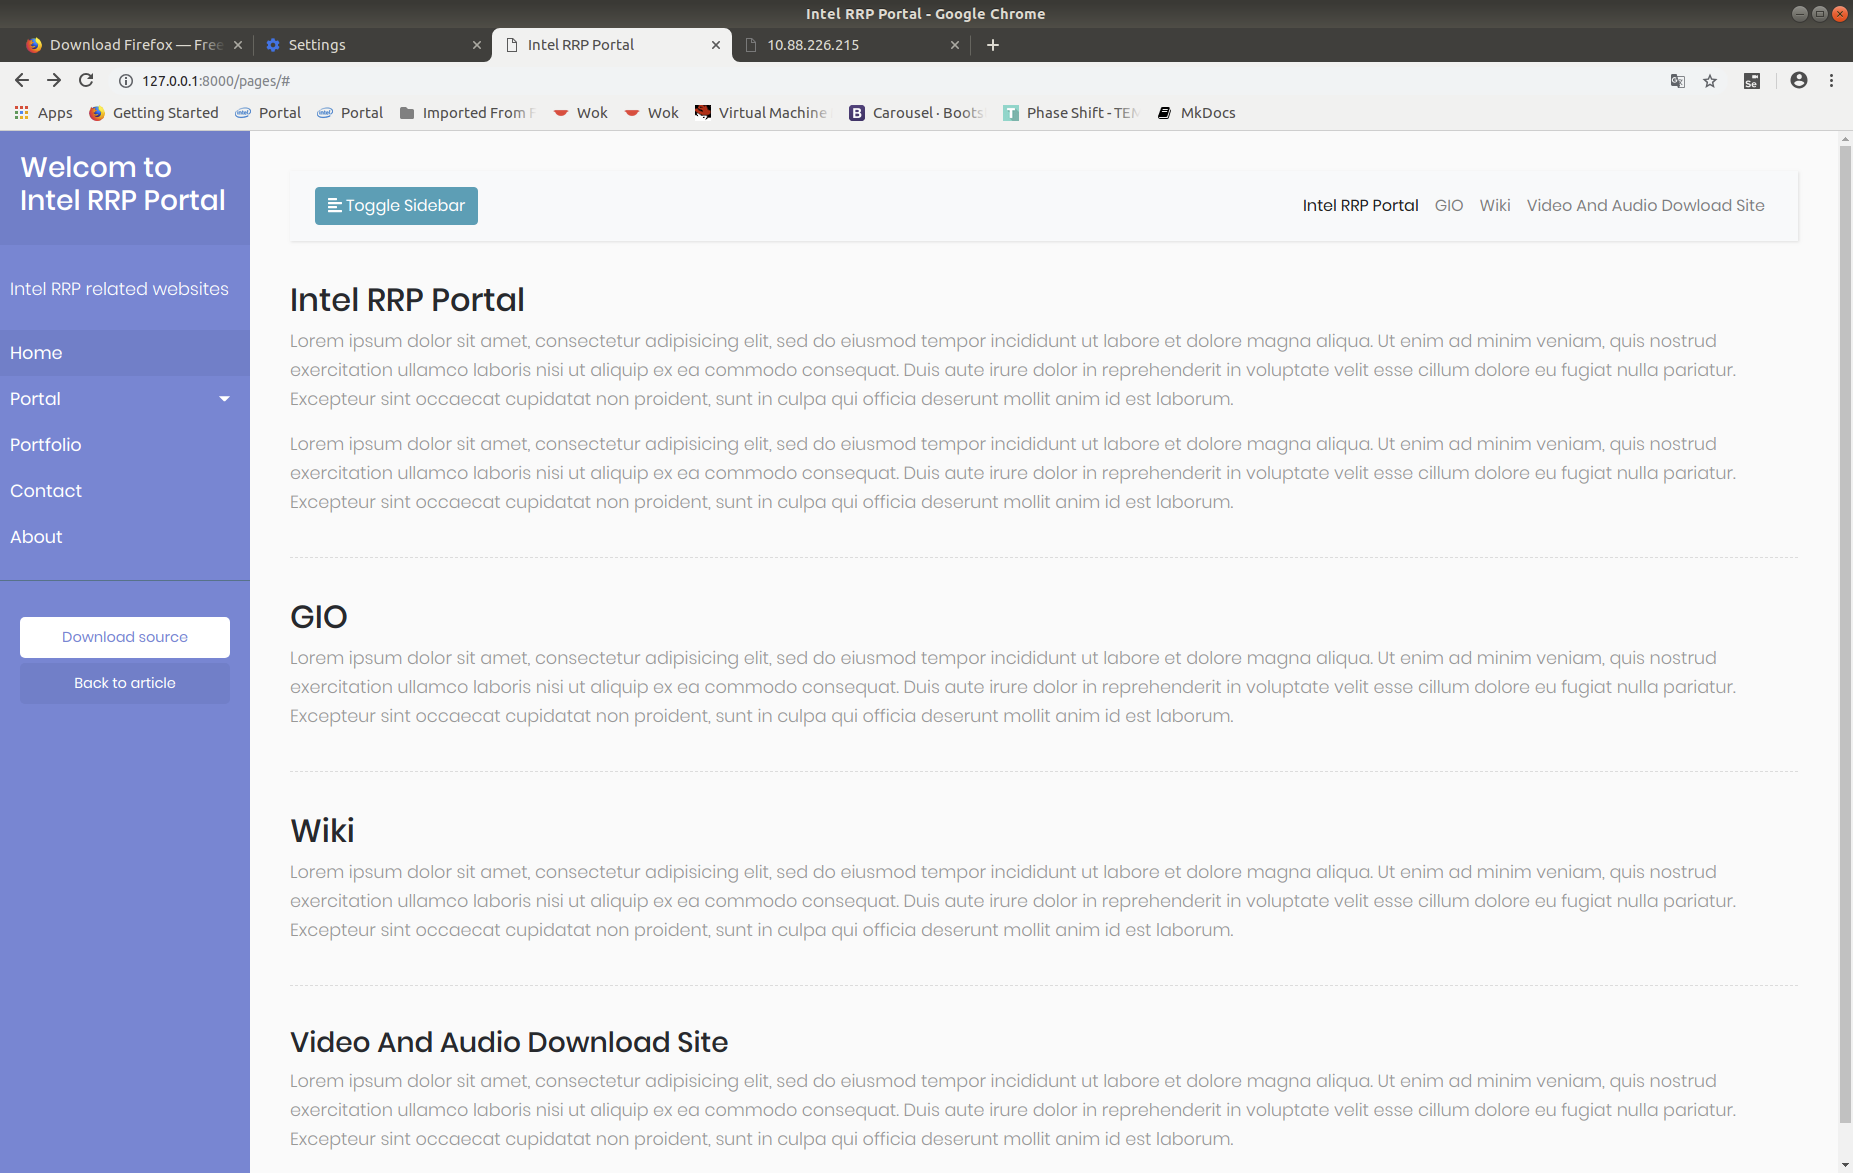 Intel RRP Portal - Google Chrome
Download Firefox — Free
Settings
Intel RRP Portal
10.88.226.215
127.0.0.1:8000/pages/#
Apps
Getting Started
Portal
Portal
Imported From F
Wok
Wok
Virtual Machine
Carousel · Boots
Phase Shift - TEM
MkDocs
Welcom to
Intel RRP Portal
Intel RRP related websites
Home
Portal
Portfolio
Contact
About
Download source
Back to article
Toggle Sidebar
Intel RRP Portal GIO Wiki Video And Audio Dowload Site
Intel RRP Portal
Lorem ipsum dolor sit amet, consectetur adipisicing elit, sed do eiusmod tempor incididunt ut labore et dolore magna aliqua. Ut enim ad minim veniam, quis nostrud
exercitation ullamco laboris nisi ut aliquip ex ea commodo consequat. Duis aute irure dolor in reprehenderit in voluptate velit esse cillum dolore eu fugiat nulla pariatur.
Excepteur sint occaecat cupidatat non proident, sunt in culpa qui officia deserunt mollit anim id est laborum.
Lorem ipsum dolor sit amet, consectetur adipisicing elit, sed do eiusmod tempor incididunt ut labore et dolore magna aliqua. Ut enim ad minim veniam, quis nostrud
exercitation ullamco laboris nisi ut aliquip ex ea commodo consequat. Duis aute irure dolor in reprehenderit in voluptate velit esse cillum dolore eu fugiat nulla pariatur.
Excepteur sint occaecat cupidatat non proident, sunt in culpa qui officia deserunt mollit anim id est laborum.
GIO
Lorem ipsum dolor sit amet, consectetur adipisicing elit, sed do eiusmod tempor incididunt ut labore et dolore magna aliqua. Ut enim ad minim veniam, quis nostrud
exercitation ullamco laboris nisi ut aliquip ex ea commodo consequat. Duis aute irure dolor in reprehenderit in voluptate velit esse cillum dolore eu fugiat nulla pariatur.
Excepteur sint occaecat cupidatat non proident, sunt in culpa qui officia deserunt mollit anim id est laborum.
Wiki
Lorem ipsum dolor sit amet, consectetur adipisicing elit, sed do eiusmod tempor incididunt ut labore et dolore magna aliqua. Ut enim ad minim veniam, quis nostrud
exercitation ullamco laboris nisi ut aliquip ex ea commodo consequat. Duis aute irure dolor in reprehenderit in voluptate velit esse cillum dolore eu fugiat nulla pariatur.
Excepteur sint occaecat cupidatat non proident, sunt in culpa qui officia deserunt mollit anim id est laborum.
Video And Audio Download Site
Lorem ipsum dolor sit amet, consectetur adipisicing elit, sed do eiusmod tempor incididunt ut labore et dolore magna aliqua. Ut enim ad minim veniam, quis nostrud
exercitation ullamco laboris nisi ut aliquip ex ea commodo consequat. Duis aute irure dolor in reprehenderit in voluptate velit esse cillum dolore eu fugiat nulla pariatur.
Excepteur sint occaecat cupidatat non proident, sunt in culpa qui officia deserunt mollit anim id est laborum.